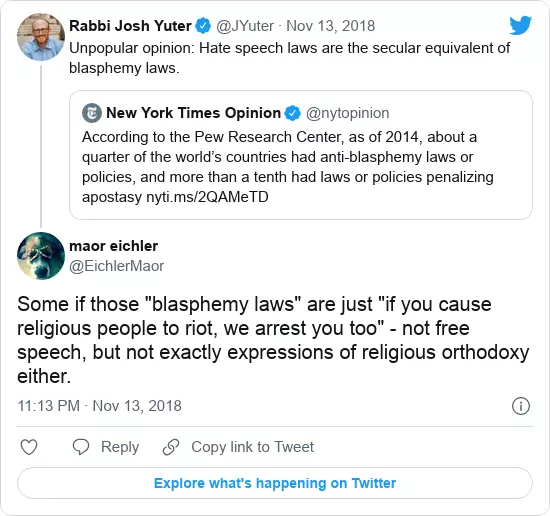 Rabbi Josh Yuter @JYuter · Nov 13, 2018
Unpopular opinion: Hate speech laws are the secular equivalent of
blasphemy laws.
New York Times Opinion @nytopinion
According to the Pew Research Center, as of 2014, about a
quarter of the world’s countries had anti-blasphemy laws or
policies, and more than a tenth had laws or policies penalizing
apostasy nyti.ms/2QAMeTD
maor eichler
@EichlerMaor
Some if those "blasphemy laws" are just "if you cause
religious people to riot, we arrest you too" - not free
speech, but not exactly expressions of religious orthodoxy
either.
11:13 PM · Nov 13, 2018
Reply Copy link to Tweet
Explore what's happening on Twitter